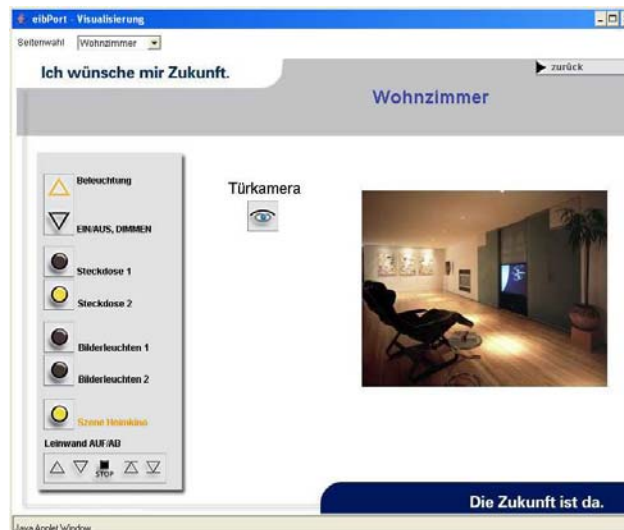 eibPort - Visualisierung
Seitenwahl Wohnzimmer
Ich wünsche mir Zukunft.
zurück
Wohnzimmer
Beleuchtung
EIN/AUS, DIMMEN
Türkamera
Steckdose 1
Steckdose 2
Bilderleuchten 1
Bilderleuchten 2
Szene Heimkino
Leinwand AUF/AB
STOP
Die Zukunft ist da.
Java Applet Window